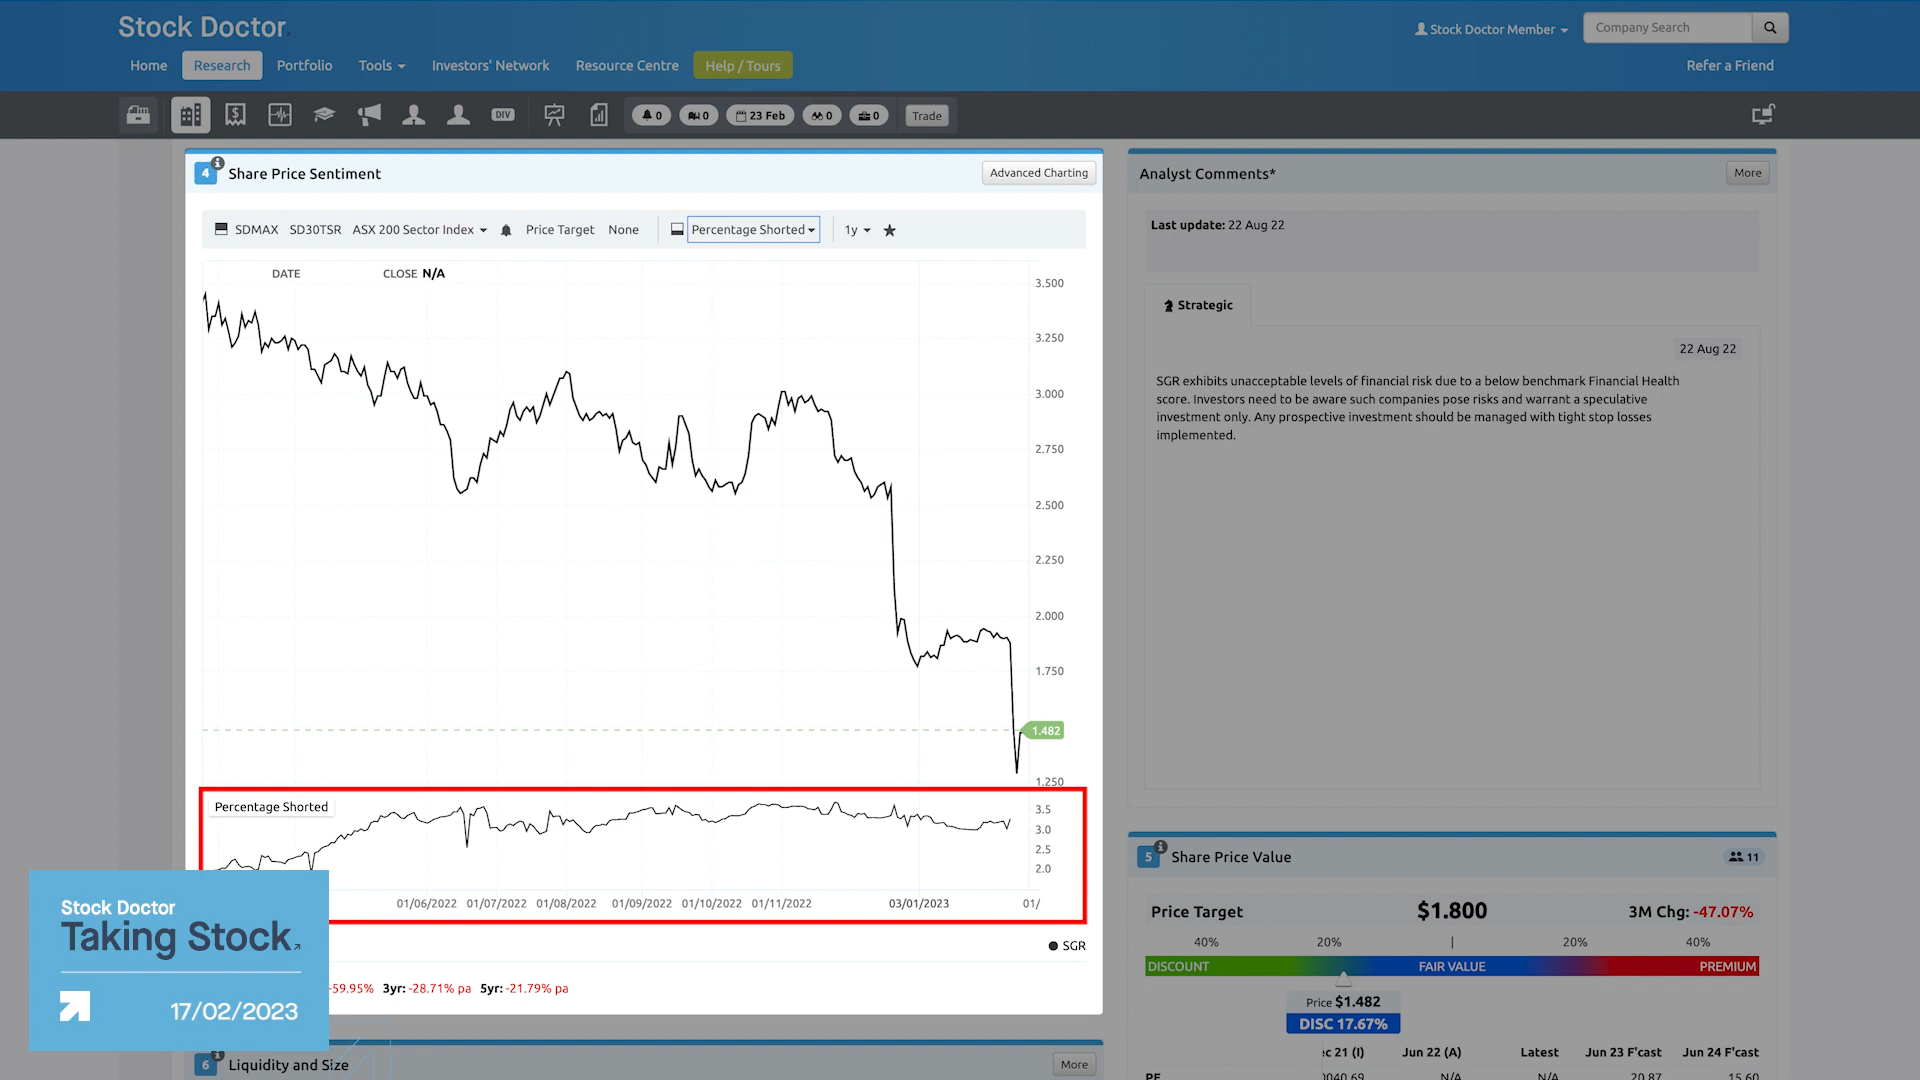 Stock Doctor
Stock Doctor Member
Company Search
Home
Research
Portfolio
Tools
Investors' Network
Resource Centre
Help / Tours
Refer a Friend
DIV
0
0
23 Feb
0
0
Trade
4
Share Price Sentiment
Advanced Charting
SDMAX
SD30TSR
ASX 200 Sector Index
Price Target
None
Percentage Shorted
1y
DATE
CLOSE N/A
3.500
3.250
3.000
2.750
2.500
2.250
2.000
1.750
1.482
1.250
Percentage Shorted
3.5
3.0
2.5
2.0
01/06/2022 01/07/2022 01/08/2022 01/09/2022 01/10/2022 01/11/2022 03/01/2023 01/
SGR
-59.95% 3yr: -28.71% pa 5yr: -21.79% pa
6
Liquidity and Size
More
Analyst Comments*
More
Last update: 22 Aug 22
Strategic
22 Aug 22
SGR exhibits unacceptable levels of financial risk due to a below benchmark Financial Health
score. Investors need to be aware such companies pose risks and warrant a speculative
investment only. Any prospective investment should be managed with tight stop losses
implemented.
5
Share Price Value
11
Price Target
$1.800
3M Chg: -47.07%
40% 20% | 20% 40%
DISCOUNT FAIR VALUE PREMIUM
Price $1.482
DISC 17.67%
21 (I) Jun 22 (A) Latest Jun 23 F'cast Jun 24 F'cast
PE N/A N/A 20.87 15.60
Stock Doctor
Taking Stock.
17/02/2023